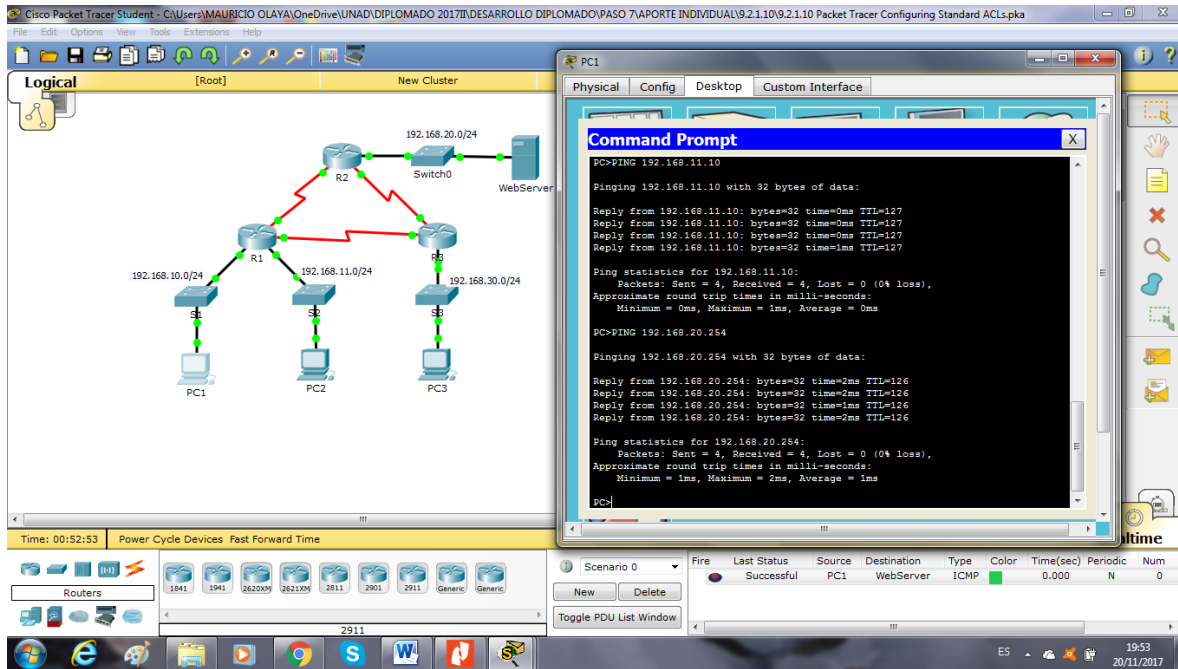 Cisco Packet Tracer Student - C:\Users\MAURICIO OLAYA\OneDrive\UNAD\DIPLOMADO 2017II\DESARROLLO DIPLOMADO\PASO 7\APORTE INDIVIDUAL\9.2.1.10\9.2.1.10 Packet Tracer Configuring Standard ACLs.pka
File Edit Options View Tools Extensions Help
Logical [Root] New Cluster
192.168.20.0/24
R2
Switch0
WebServer
R1
R3
192.168.10.0/24
192.168.11.0/24
192.168.30.0/24
S1
S2
S3
PC1
PC2
PC3
PC1
Physical Config Desktop Custom Interface
Command Prompt X
PC>PING 192.168.11.10
Pinging 192.168.11.10 with 32 bytes of data:
Reply from 192.168.11.10: bytes=32 time=0ms TTL=127
Reply from 192.168.11.10: bytes=32 time=0ms TTL=127
Reply from 192.168.11.10: bytes=32 time=0ms TTL=127
Reply from 192.168.11.10: bytes=32 time=1ms TTL=127
Ping statistics for 192.168.11.10:
Packets: Sent = 4, Received = 4, Lost = 0 (0% loss),
Approximate round trip times in milli-seconds:
Minimum = 0ms, Maximum = 1ms, Average = 0ms
PC>PING 192.168.20.254
Pinging 192.168.20.254 with 32 bytes of data:
Reply from 192.168.20.254: bytes=32 time=2ms TTL=126
Reply from 192.168.20.254: bytes=32 time=2ms TTL=126
Reply from 192.168.20.254: bytes=32 time=1ms TTL=126
Reply from 192.168.20.254: bytes=32 time=2ms TTL=126
Ping statistics for 192.168.20.254:
Packets: Sent = 4, Received = 4, Lost = 0 (0% loss),
Approximate round trip times in milli-seconds:
Minimum = 1ms, Maximum = 2ms, Average = 1ms
PC>
Time: 00:52:53 Power Cycle Devices Fast Forward Time
ltime
Routers
1841 1941 2620XM 2621XM 2811 2901 2911 Generic Generic
2911
Scenario 0
New Delete
Toggle PDU List Window
Fire Last Status Source Destination Type Color Time(sec) Periodic Num
Successful PC1 WebServer ICMP 0.000 N 0
ES 19:53
20/11/2017